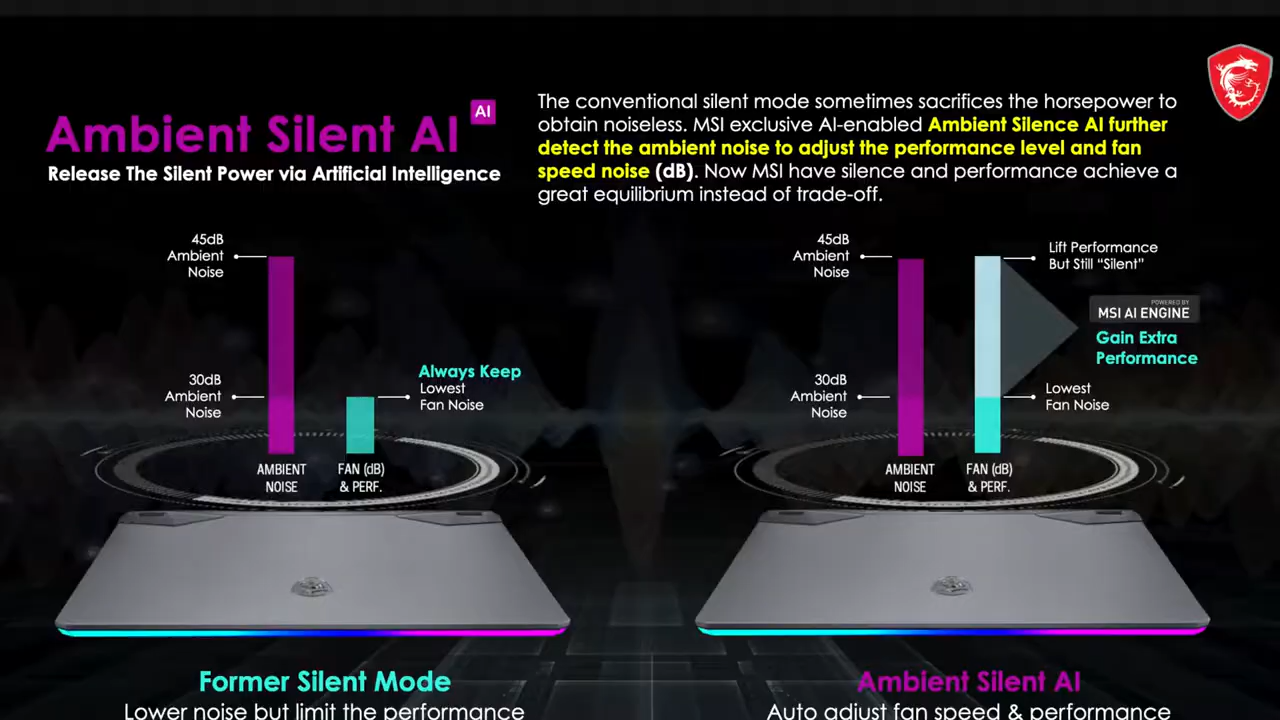 Ambient Silent AI AI
Release The Silent Power via Artificial Intelligence
The conventional silent mode sometimes sacrifices the horsepower to
obtain noiseless. MSI exclusive AI-enabled Ambient Silence AI further
detect the ambient noise to adjust the performance level and fan
speed noise (dB). Now MSI have silence and performance achieve a
great equilibrium instead of trade-off.
45dB
Ambient
Noise
30dB
Ambient
Noise
Always Keep
Lowest
Fan Noise
AMBIENT
NOISE
FAN (dB)
& PERF.
Former Silent Mode
Lower noise but limit the performance
45dB
Ambient
Noise
Lift Performance
But Still “Silent”
POWERED BY
MSI AI ENGINE
Gain Extra
Performance
30dB
Ambient
Noise
Lowest
Fan Noise
AMBIENT
NOISE
FAN (dB)
& PERF.
Ambient Silent AI
Auto adjust fan speed & performance